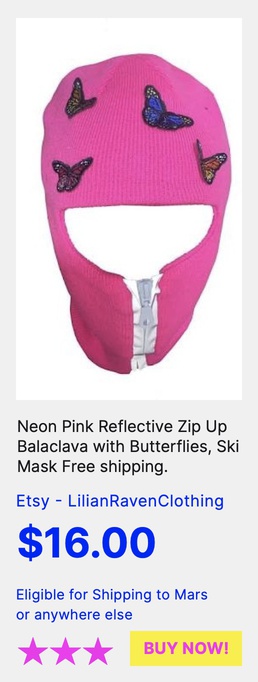 Neon Pink Reflective Zip Up
Balaclava with Butterflies, Ski
Mask Free shipping.
Etsy - LilianRavenClothing
$16.00
Eligible for Shipping to Mars
or anywhere else
BUY NOW!